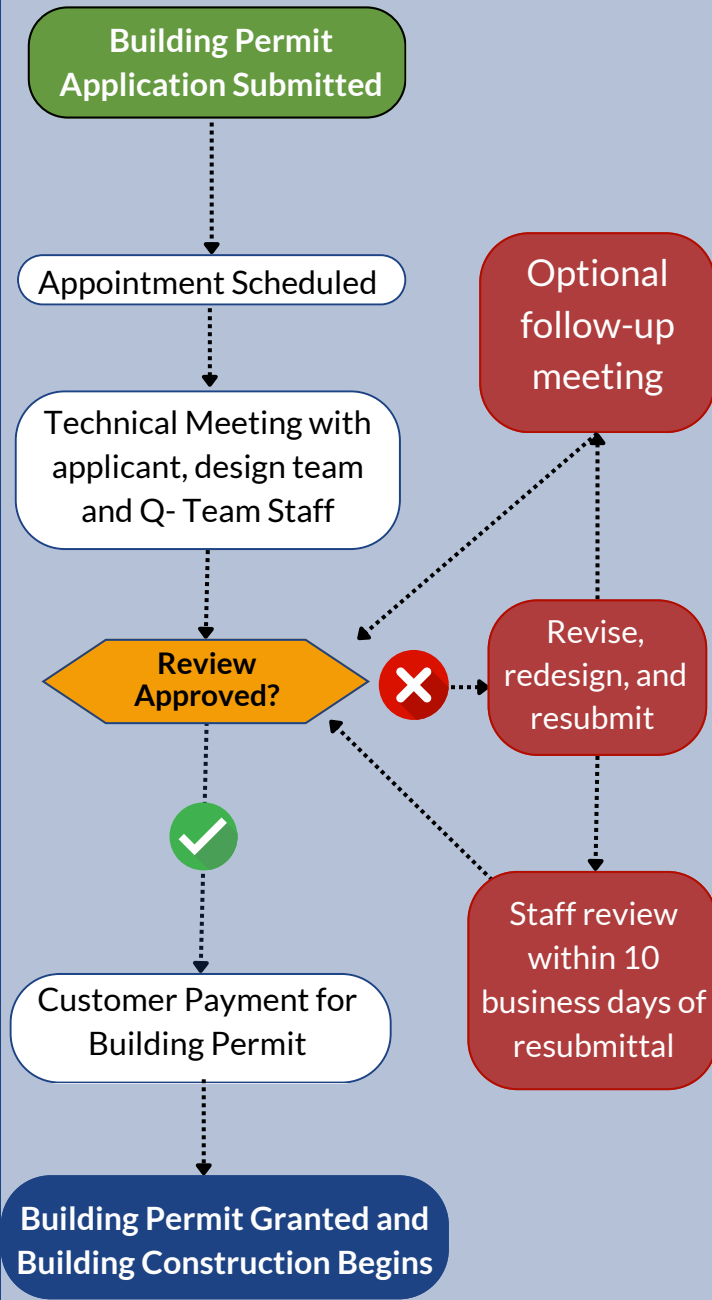 Building Permit
Application Submitted
Appointment Scheduled
Optional
follow-up
meeting
Technical Meeting with
applicant, design team
and Q- Team Staff
Review
Approved?
Revise,
redesign, and
resubmit
Staff review
within 10
business days of
resubmittal
Customer Payment for
Building Permit
Building Permit Granted and
Building Construction Begins